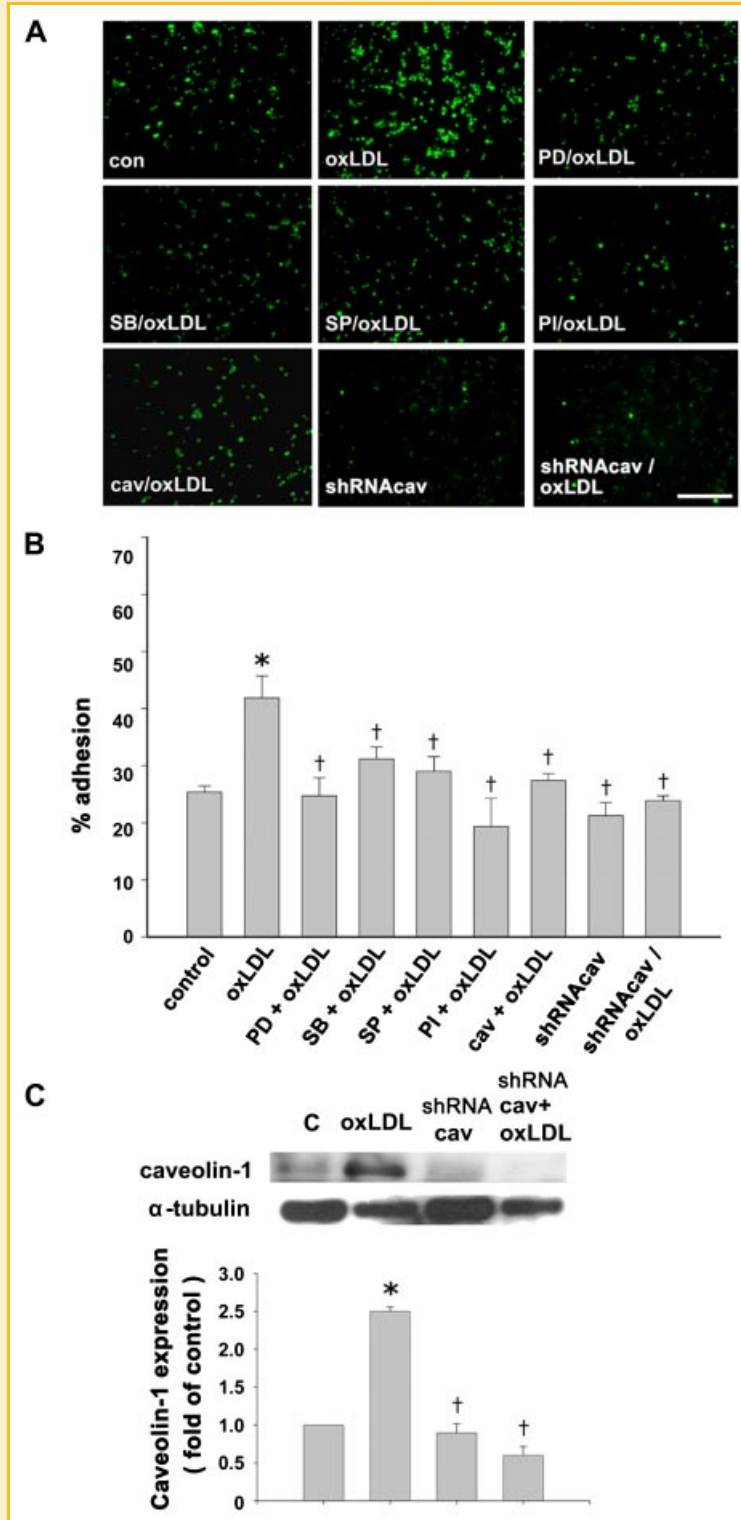 A
con
oxLDL
PD/oxLDL
SB/oxLDL
SP/oxLDL
PI/oxLDL
cav/oxLDL
shRNAcav
shRNAcav /
oxLDL
B
% adhesion
70
60
50
40
30
20
10
0
*
†
†
†
†
†
†
†
control
oxLDL
PD + oxLDL
SB + oxLDL
SP + oxLDL
PI + oxLDL
cav + oxLDL
shRNAcav
shRNAcav /
oxLDL
C
C
oxLDL
shRNA
cav
shRNA
cav+
oxLDL
caveolin-1
α-tubulin
Caveolin-1 expression
( fold of control )
3.0
2.5
2.0
1.5
1.0
0.5
0
*
†
†